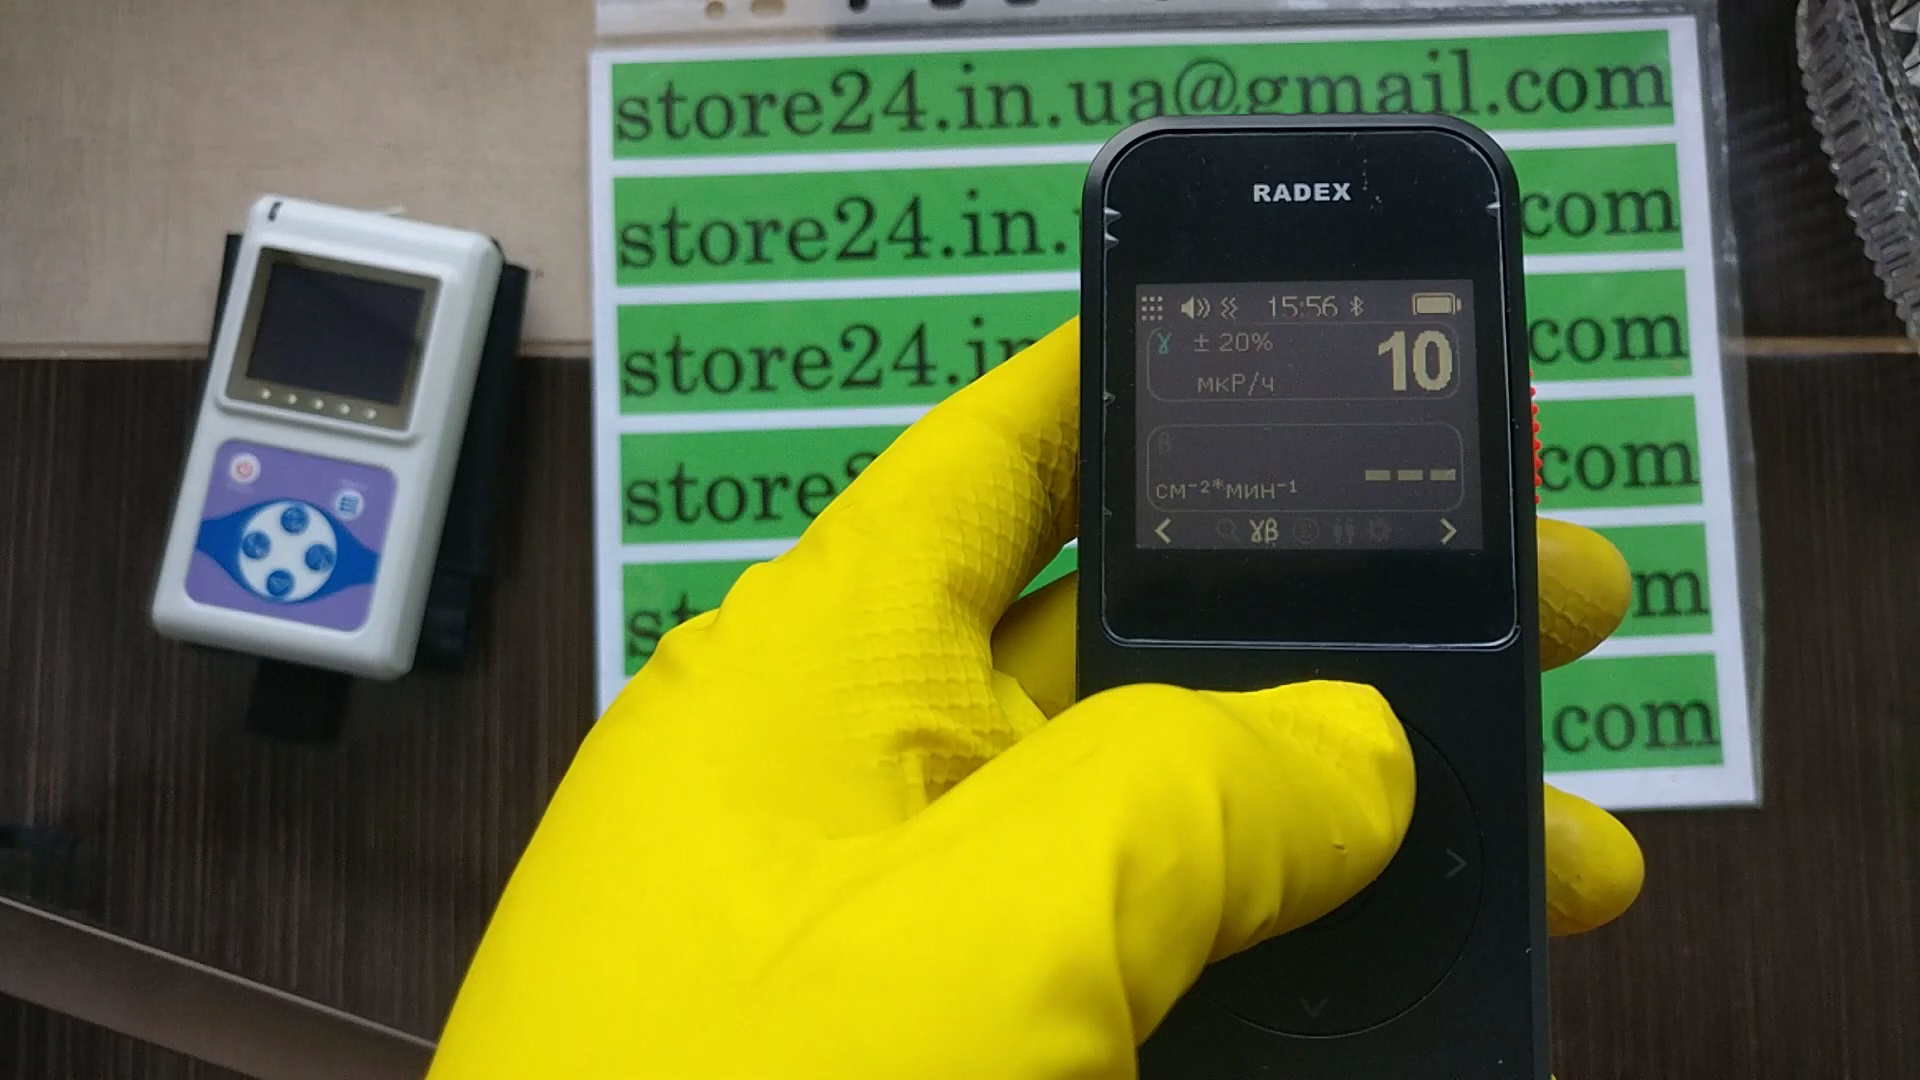 store24.in.ua@gmail.com
store24.in. com
store24.in com
store com
com
.com
RADEX
15:56
γ ± 20% 10
мкР/ч
β
см⁻²*мин⁻¹ ---
< γβ >